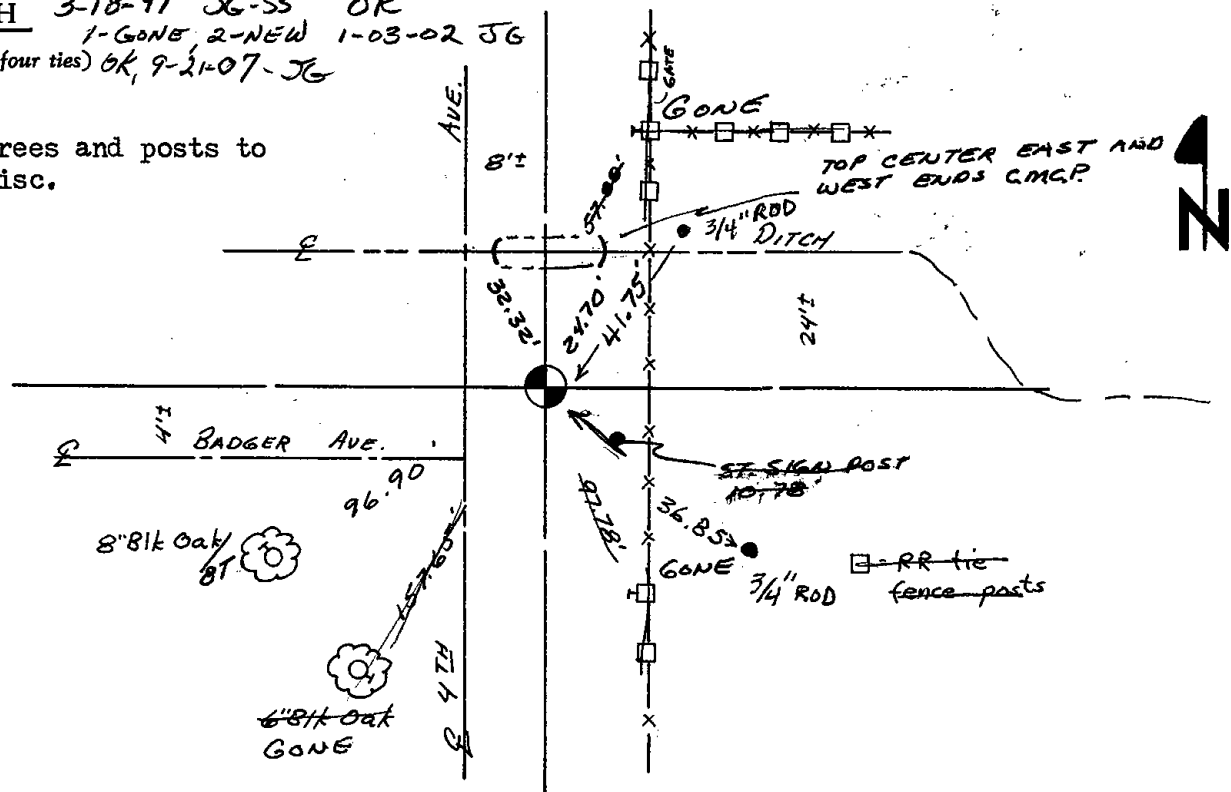 H 3-18-97 JG-SS OK
1-GONE, 2-NEW 1-03-02 JG
four ties) OK, 9-21-07-JG
rees and posts to
isc.
AVE.
8'±
GATE
GONE
TOP CENTER EAST AND
WEST ENDS C.M.C.P.
N
3/4" ROD
DITCH
℄
32.32'
24.70'
41.75'
24'±
4'±
℄ BADGER AVE.
96.90'
ST. SIGN POST
10.78'
97.78'
36.85
8" Blk Oak
BT
57.65'
GONE
3/4" ROD
RR tie
fence posts
6" Blk Oak
GONE
℄ 4TH